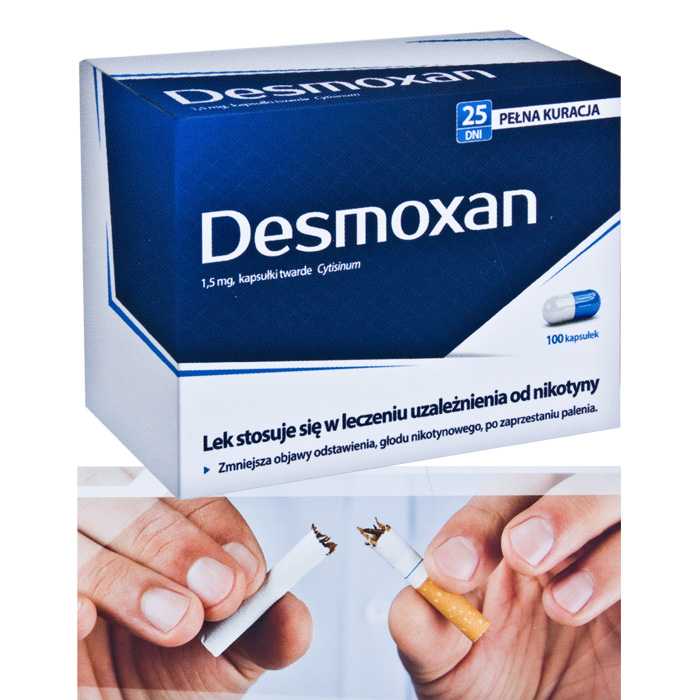 Desmoxan
1,5 mg, kapsułki twarde Cytisinum
25
DNI
PEŁNA KURACJA
Desmoxan
1,5 mg, kapsułki twarde Cytisinum
100 kapsułek
Lek stosuje się w leczeniu uzależnienia od nikotyny
Zmniejsza objawy odstawienia, głodu nikotynowego, po zaprzestaniu palenia.